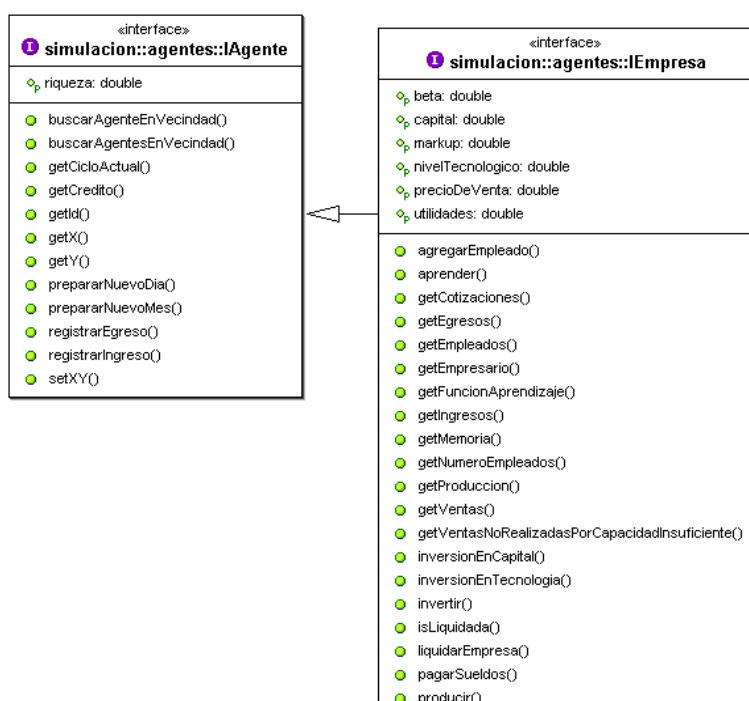 «interface»
simulacion::agentes::IAgente
riqueza: double
buscarAgenteEnVecindad()
buscarAgentesEnVecindad()
getCicloActual()
getCredito()
getId()
getX()
getY()
prepararNuevoDia()
prepararNuevoMes()
registrarEgreso()
registrarIngreso()
setXY()
«interface»
simulacion::agentes::IEmpresa
beta: double
capital: double
markup: double
nivelTecnologico: double
precioDeVenta: double
utilidades: double
agregarEmpleado()
aprender()
getCotizaciones()
getEgresos()
getEmpleados()
getEmpresario()
getFuncionAprendizaje()
getIngresos()
getMemoria()
getNumeroEmpleados()
getProduccion()
getVentas()
getVentasNoRealizadasPorCapacidadInsuficiente()
inversionEnCapital()
inversionEnTecnologia()
invertir()
isLiquidada()
liquidarEmpresa()
pagarSueldos()
producir()